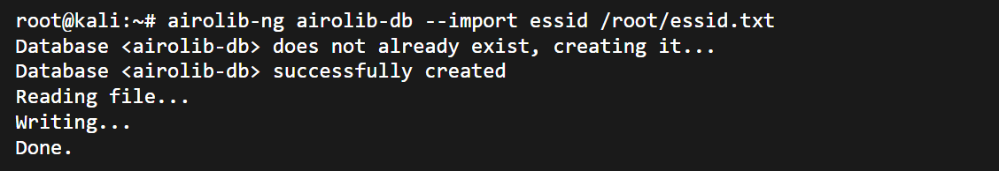 root@kali:~# airolib-ng airolib-db --import essid /root/essid.txt
Database <airolib-db> does not already exist, creating it...
Database <airolib-db> successfully created
Reading file...
Writing...
Done.